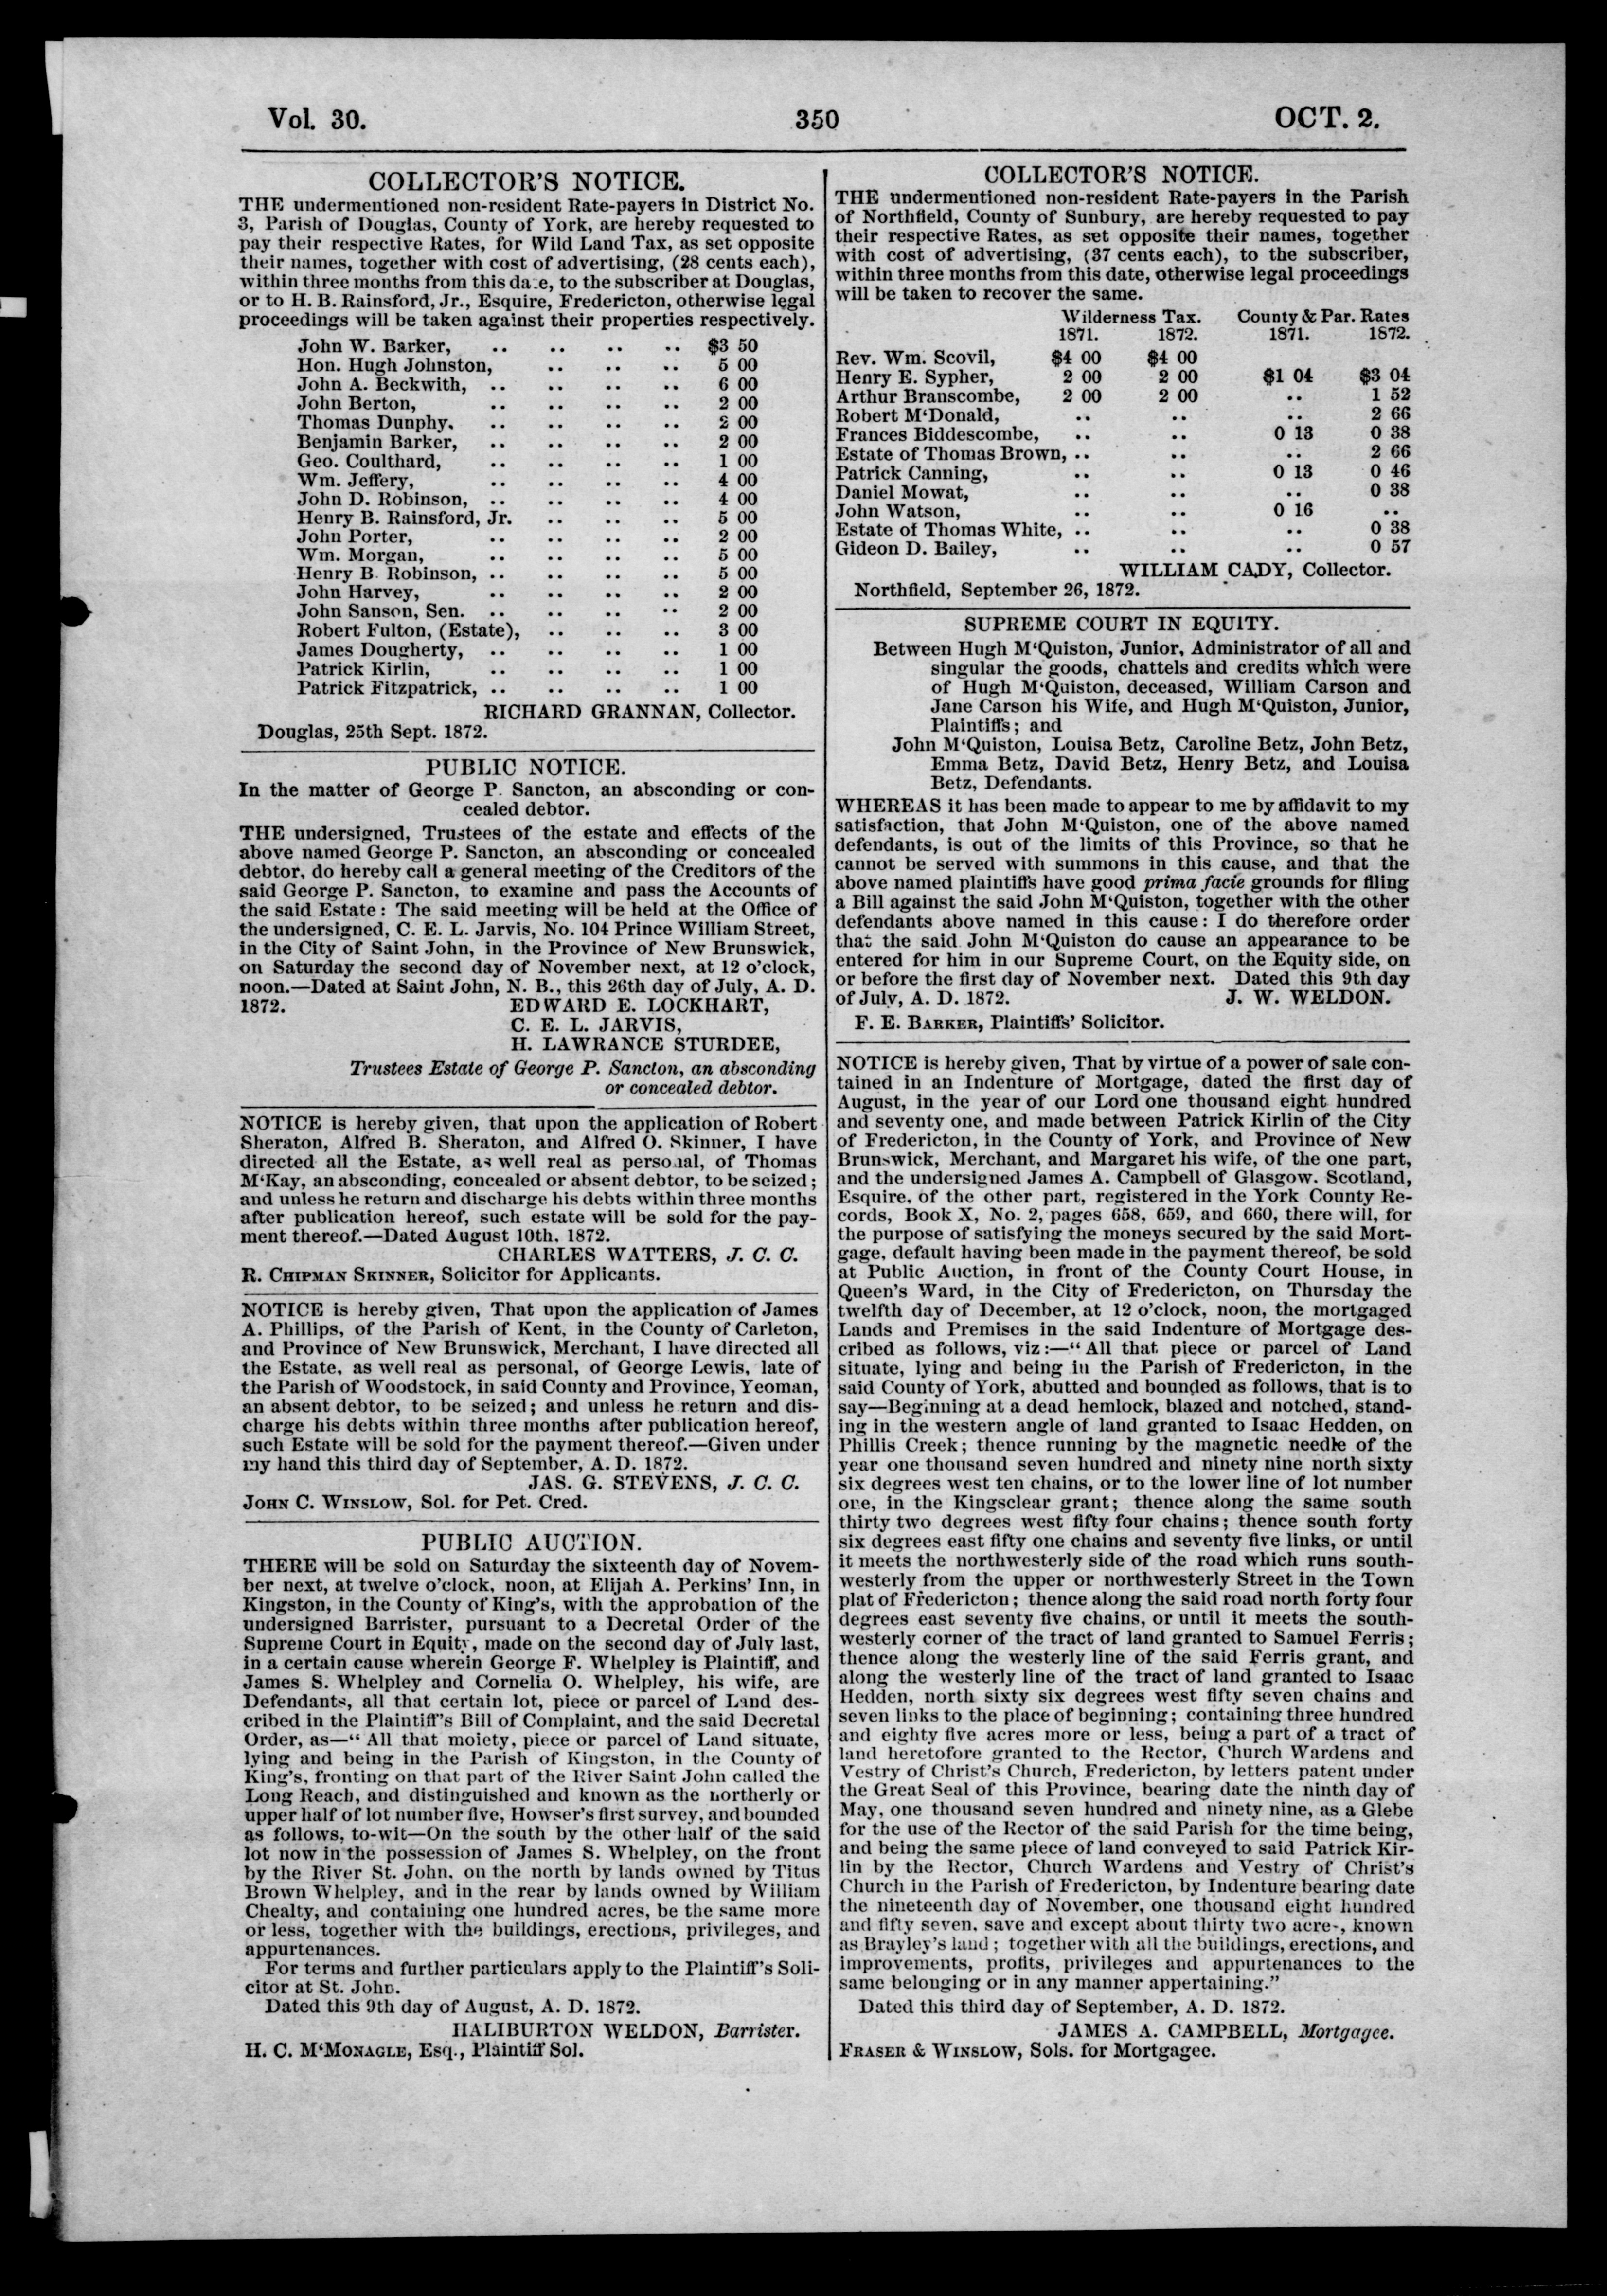 Vol. 30. 350 OCT. 2.
COLLECTOR'S NOTICE.
THE undermentioned non-resident Rate-payers in District No.
3, Parish of Douglas, County of York, are hereby requested to
pay their respective Rates, for Wild Land Tax, as set opposite
their names, together with cost of advertising, (28 cents each),
within three months from this date, to the subscriber at Douglas,
or to H. B. Rainsford, Jr., Esquire, Fredericton, otherwise legal
proceedings will be taken against their properties respectively.
John W. Barker, .. .. .. .. $3 50
Hon. Hugh Johnston, .. .. .. 5 00
John A. Beckwith, .. .. .. .. 6 00
John Berton, .. .. .. .. 2 00
Thomas Dunphy. .. .. .. .. 2 00
Benjamin Barker, .. .. .. .. 2 00
Geo. Coulthard, .. .. .. .. 1 00
Wm. Jeffery, .. .. .. .. 4 00
John D. Robinson, .. .. .. .. 4 00
Henry B. Rainsford, Jr. .. .. .. 5 00
John Porter, .. .. .. .. 2 00
Wm. Morgan, .. .. .. .. 5 00
Henry B. Robinson, .. .. .. .. 5 00
John Harvey, .. .. .. .. 2 00
John Sanson, Sen. .. .. .. .. 2 00
Robert Fulton, (Estate), .. .. .. 3 00
James Dougherty, .. .. .. .. 1 00
Patrick Kirlin, .. .. .. .. 1 00
Patrick Fitzpatrick, .. .. .. .. 1 00
RICHARD GRANNAN, Collector.
Douglas, 25th Sept. 1872.
PUBLIC NOTICE.
In the matter of George P. Sancton, an absconding or con-
cealed debtor.
THE undersigned, Trustees of the estate and effects of the
above named George P. Sancton, an absconding or concealed
debtor, do hereby call a general meeting of the Creditors of the
said George P. Sancton, to examine and pass the Accounts of
the said Estate: The said meeting will be held at the Office of
the undersigned, C. E. L. Jarvis, No. 104 Prince William Street,
in the City of Saint John, in the Province of New Brunswick,
on Saturday the second day of November next, at 12 o'clock,
noon.—Dated at Saint John, N. B., this 26th day of July, A. D.
1872. EDWARD E. LOCKHART,
C. E. L. JARVIS,
H. LAWRANCE STURDEE,
Trustees Estate of George P. Sancton, an absconding
or concealed debtor.
NOTICE is hereby given, that upon the application of Robert
Sheraton, Alfred B. Sheraton, and Alfred O. Skinner, I have
directed all the Estate, as well real as personal, of Thomas
M'Kay, an absconding, concealed or absent debtor, to be seized;
and unless he return and discharge his debts within three months
after publication hereof, such estate will be sold for the pay-
ment thereof.—Dated August 10th, 1872.
CHARLES WATTERS, J. C. C.
R. CHIPMAN SKINNER, Solicitor for Applicants.
NOTICE is hereby given, That upon the application of James
A. Phillips, of the Parish of Kent, in the County of Carleton,
and Province of New Brunswick, Merchant, I have directed all
the Estate, as well real as personal, of George Lewis, late of
the Parish of Woodstock, in said County and Province, Yeoman,
an absent debtor, to be seized; and unless he return and dis-
charge his debts within three months after publication hereof,
such Estate will be sold for the payment thereof.—Given under
my hand this third day of September, A. D. 1872.
JAS. G. STEVENS, J. C. C.
JOHN C. WINSLOW, Sol. for Pet. Cred.
PUBLIC AUCTION.
THERE will be sold on Saturday the sixteenth day of Novem-
ber next, at twelve o'clock, noon, at Elijah A. Perkins' Inn, in
Kingston, in the County of King's, with the approbation of the
undersigned Barrister, pursuant to a Decretal Order of the
Supreme Court in Equity, made on the second day of July last,
in a certain cause wherein George F. Whelpley is Plaintiff, and
James S. Whelpley and Cornelia O. Whelpley, his wife, are
Defendants, all that certain lot, piece or parcel of Land des-
cribed in the Plaintiff's Bill of Complaint, and the said Decretal
Order, as—“ All that moiety, piece or parcel of Land situate,
lying and being in the Parish of Kingston, in the County of
King's, fronting on that part of the River Saint John called the
Long Reach, and distinguished and known as the northerly or
upper half of lot number five, Howser's first survey, and bounded
as follows, to-wit—On the south by the other half of the said
lot now in the possession of James S. Whelpley, on the front
by the River St. John, on the north by lands owned by Titus
Brown Whelpley, and in the rear by lands owned by William
Chealty, and containing one hundred acres, be the same more
or less, together with the buildings, erections, privileges, and
appurtenances.
For terms and further particulars apply to the Plaintiff's Soli-
citor at St. John.
Dated this 9th day of August, A. D. 1872.
HALIBURTON WELDON, Barrister.
H. C. M'MONAGLE, Esq., Plaintiff Sol.
COLLECTOR'S NOTICE.
THE undermentioned non-resident Rate-payers in the Parish
of Northfield, County of Sunbury, are hereby requested to pay
their respective Rates, as set opposite their names, together
with cost of advertising, (37 cents each), to the subscriber,
within three months from this date, otherwise legal proceedings
will be taken to recover the same.
Wilderness Tax. County & Par. Rates
1871. 1872. 1871. 1872.
Rev. Wm. Scovil, $4 00 $4 00
Henry E. Sypher, 2 00 2 00 $1 04 $3 04
Arthur Branscombe, 2 00 2 00 .. 1 52
Robert M'Donald, .. .. .. 2 66
Frances Biddescombe, .. .. 0 13 0 38
Estate of Thomas Brown, .. .. .. 2 66
Patrick Canning, .. .. 0 13 0 46
Daniel Mowat, .. .. .. 0 38
John Watson, .. .. 0 16 ..
Estate of Thomas White, .. .. .. 0 38
Gideon D. Bailey, .. .. .. 0 57
WILLIAM CADY, Collector.
Northfield, September 26, 1872.
SUPREME COURT IN EQUITY.
Between Hugh M'Quiston, Junior, Administrator of all and
singular the goods, chattels and credits which were
of Hugh M'Quiston, deceased, William Carson and
Jane Carson his Wife, and Hugh M'Quiston, Junior,
Plaintiffs; and
John M'Quiston, Louisa Betz, Caroline Betz, John Betz,
Emma Betz, David Betz, Henry Betz, and Louisa
Betz, Defendants.
WHEREAS it has been made to appear to me by affidavit to my
satisfaction, that John M'Quiston, one of the above named
defendants, is out of the limits of this Province, so that he
cannot be served with summons in this cause, and that the
above named plaintiffs have good prima facie grounds for filing
a Bill against the said John M'Quiston, together with the other
defendants above named in this cause: I do therefore order
that the said John M'Quiston do cause an appearance to be
entered for him in our Supreme Court, on the Equity side, on
or before the first day of November next. Dated this 9th day
of July, A. D. 1872. J. W. WELDON.
F. E. BARKER, Plaintiffs' Solicitor.
NOTICE is hereby given, That by virtue of a power of sale con-
tained in an Indenture of Mortgage, dated the first day of
August, in the year of our Lord one thousand eight hundred
and seventy one, and made between Patrick Kirlin of the City
of Fredericton, in the County of York, and Province of New
Brunswick, Merchant, and Margaret his wife, of the one part,
and the undersigned James A. Campbell of Glasgow. Scotland,
Esquire, of the other part, registered in the York County Re-
cords, Book X, No. 2, pages 658, 659, and 660, there will, for
the purpose of satisfying the moneys secured by the said Mort-
gage, default having been made in the payment thereof, be sold
at Public Auction, in front of the County Court House, in
Queen's Ward, in the City of Fredericton, on Thursday the
twelfth day of December, at 12 o'clock, noon, the mortgaged
Lands and Premises in the said Indenture of Mortgage des-
cribed as follows, viz:—“ All that piece or parcel of Land
situate, lying and being in the Parish of Fredericton, in the
said County of York, abutted and bounded as follows, that is to
say—Beginning at a dead hemlock, blazed and notched, stand-
ing in the western angle of land granted to Isaac Hedden, on
Phillis Creek; thence running by the magnetic needle of the
year one thousand seven hundred and ninety nine north sixty
six degrees west ten chains, or to the lower line of lot number
one, in the Kingsclear grant; thence along the same south
thirty two degrees west fifty four chains; thence south forty
six degrees east fifty one chains and seventy five links, or until
it meets the northwesterly side of the road which runs south-
westerly from the upper or northwesterly Street in the Town
plat of Fredericton; thence along the said road north forty four
degrees east seventy five chains, or until it meets the south-
westerly corner of the tract of land granted to Samuel Ferris;
thence along the westerly line of the said Ferris grant, and
along the westerly line of the tract of land granted to Isaac
Hedden, north sixty six degrees west fifty seven chains and
seven links to the place of beginning; containing three hundred
and eighty five acres more or less, being a part of a tract of
land heretofore granted to the Rector, Church Wardens and
Vestry of Christ's Church, Fredericton, by letters patent under
the Great Seal of this Province, bearing date the ninth day of
May, one thousand seven hundred and ninety nine, as a Glebe
for the use of the Rector of the said Parish for the time being,
and being the same piece of land conveyed to said Patrick Kir-
lin by the Rector, Church Wardens and Vestry of Christ's
Church in the Parish of Fredericton, by Indenture bearing date
the nineteenth day of November, one thousand eight hundred
and fifty seven, save and except about thirty two acres, known
as Brayley's land; together with all the buildings, erections, and
improvements, profits, privileges and appurtenances to the
same belonging or in any manner appertaining.”
Dated this third day of September, A. D. 1872.
JAMES A. CAMPBELL, Mortgagee.
FRASER & WINSLOW, Sols. for Mortgagee.